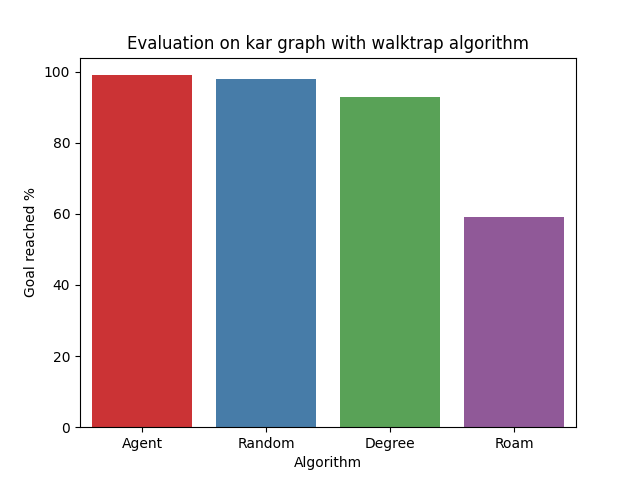 Evaluation on kar graph with walktrap algorithm
Goal reached %
100
80
60
40
20
0
Agent Random Degree Roam
Algorithm